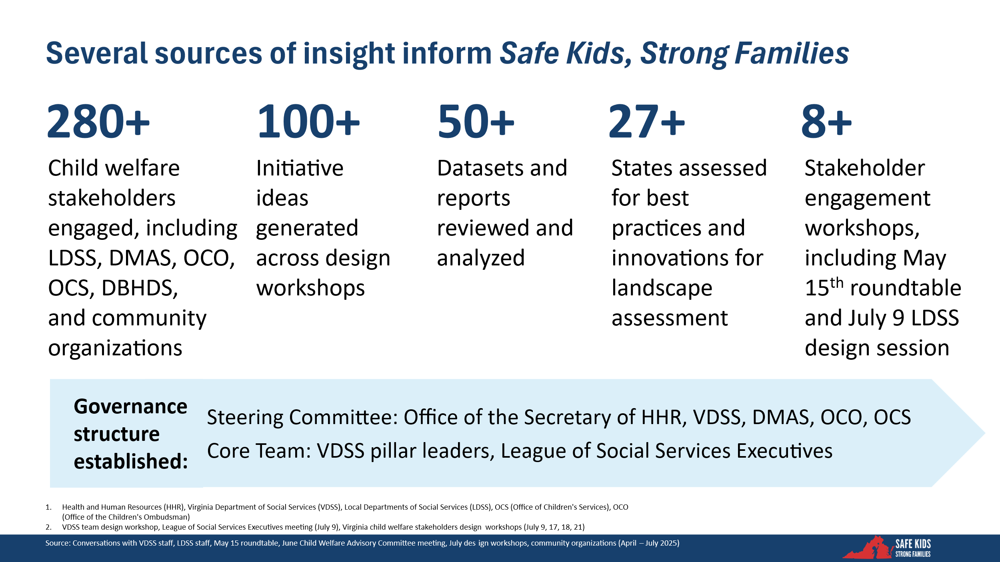 Several sources of insight inform Safe Kids, Strong Families
280+
Child welfare
stakeholders
engaged, including
LDSS, DMAS, OCO,
OCS, DBHDS,
and community
organizations
100+
Initiative
ideas
generated
across design
workshops
50+
Datasets and
reports
reviewed and
analyzed
27+
States assessed
for best
practices and
innovations for
landscape
assessment
8+
Stakeholder
engagement
workshops,
including May
15th roundtable
and July 9 LDSS
design session
Governance
structure
established:
Steering Committee: Office of the Secretary of HHR, VDSS, DMAS, OCO, OCS
Core Team: VDSS pillar leaders, League of Social Services Executives
1. Health and Human Resources (HHR), Virginia Department of Social Services (VDSS), Local Departments of Social Services (LDSS), OCS (Office of Children's Services), OCO
(Office of the Children's Ombudsman)
2. VDSS team design workshop, League of Social Services Executives meeting (July 9), Virginia child welfare stakeholders design workshops (July 9, 17, 18, 21)
Source: Conversations with VDSS staff, LDSS staff, May 15 roundtable, June Child Welfare Advisory Committee meeting, July des ign workshops, community organizations (April – July 2025)
SAFE KIDS
STRONG FAMILIES